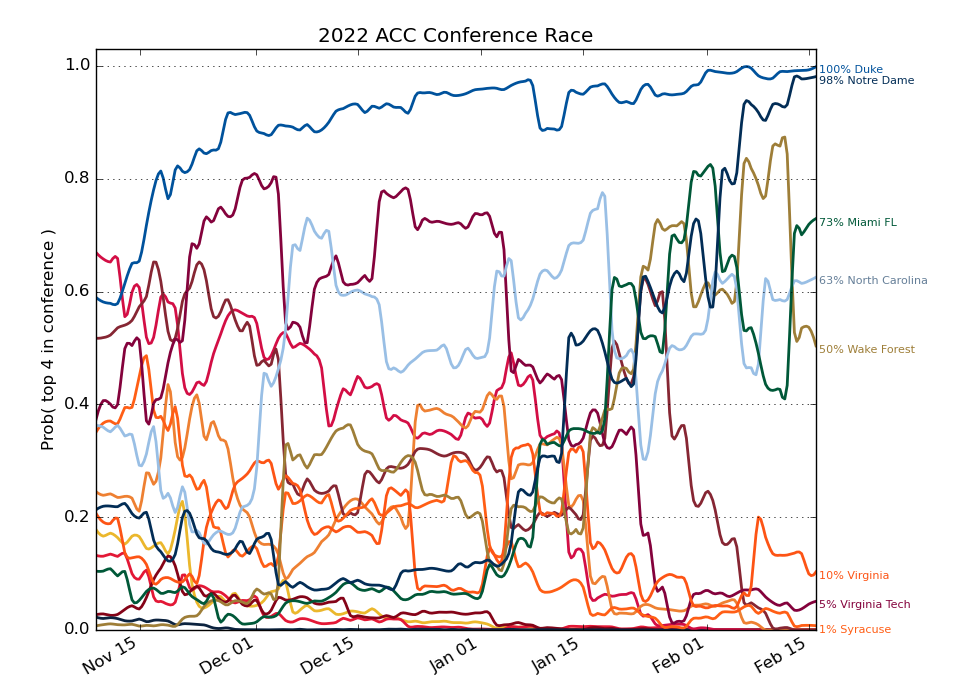 2022 ACC Conference Race
Prob( top 4 in conference )
1.0
0.8
0.6
0.4
0.2
0.0
100% Duke
98% Notre Dame
73% Miami FL
63% North Carolina
50% Wake Forest
10% Virginia
5% Virginia Tech
1% Syracuse
Nov 15
Dec 01
Dec 15
Jan 01
Jan 15
Feb 01
Feb 15